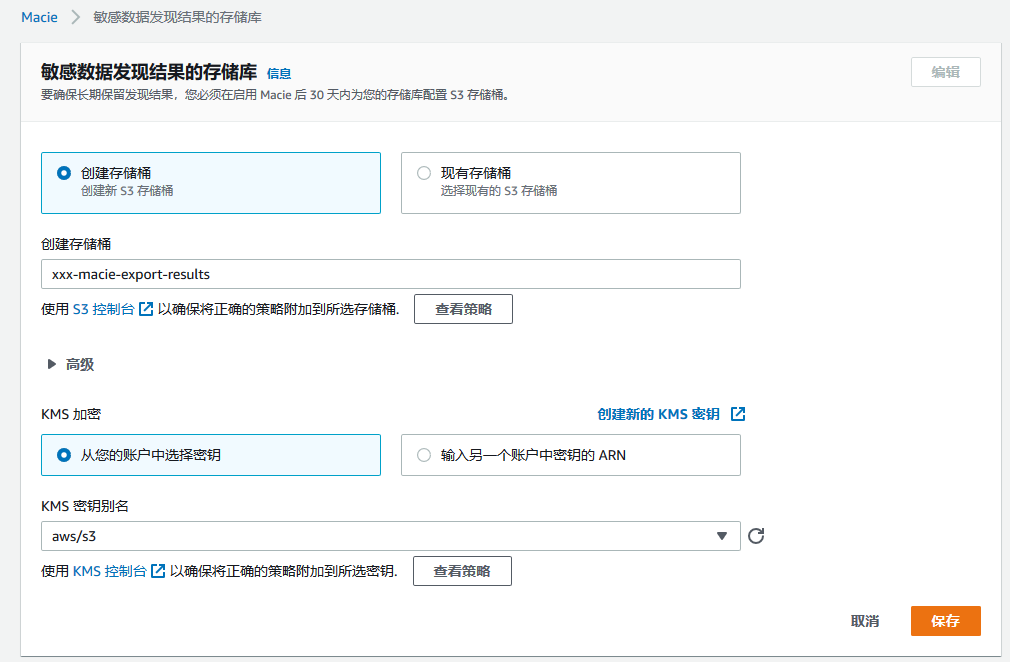 Macie > 敏感数据发现结果的存储库
敏感数据发现结果的存储库 信息
编辑
要确保长期保留发现结果，您必须在启用 Macie 后 30 天内为您的存储库配置 S3 存储桶。
创建存储桶
创建新 S3 存储桶
现有存储桶
选择现有的 S3 存储桶
创建存储桶
xxx-macie-export-results
使用 S3 控制台 以确保将正确的策略附加到所选存储桶. 查看策略
高级
KMS 加密 创建新的 KMS 密钥
从您的账户中选择密钥
输入另一个账户中密钥的 ARN
KMS 密钥别名
aws/s3
使用 KMS 控制台 以确保将正确的策略附加到所选密钥. 查看策略
取消 保存